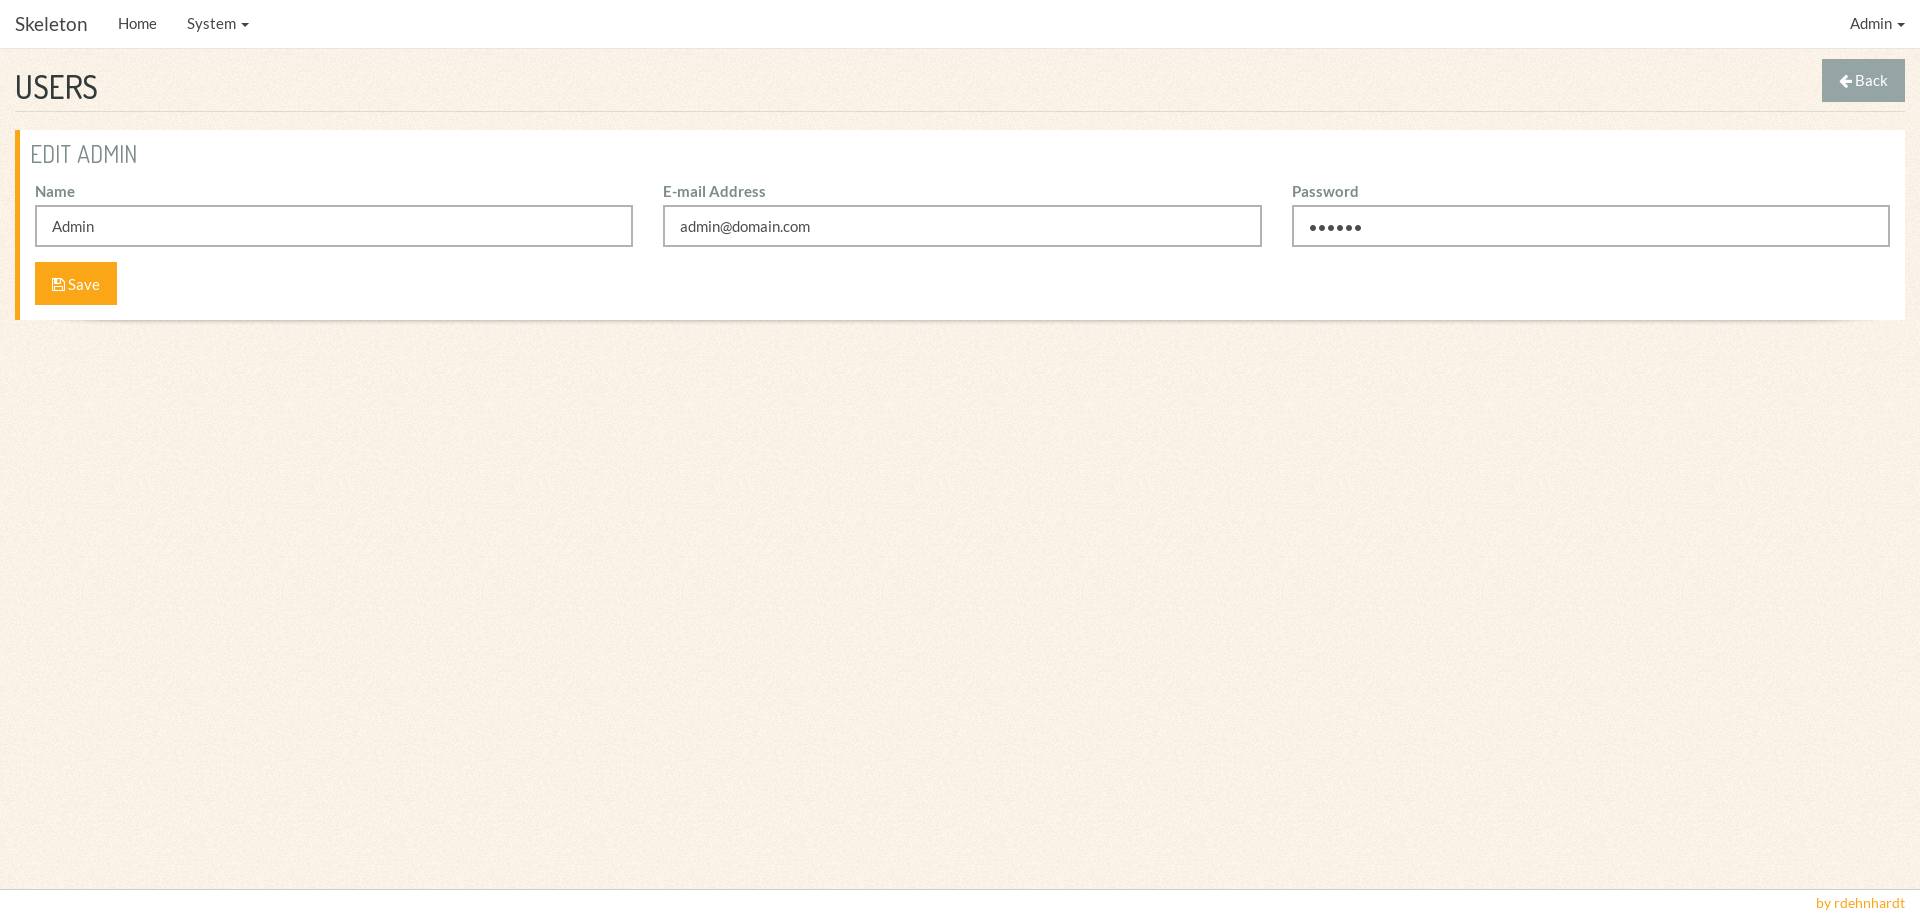 Skeleton Home System Admin
USERS
Back
EDIT ADMIN
Name E-mail Address Password
Admin admin@domain.com ••••••
Save
by rdehnhardt